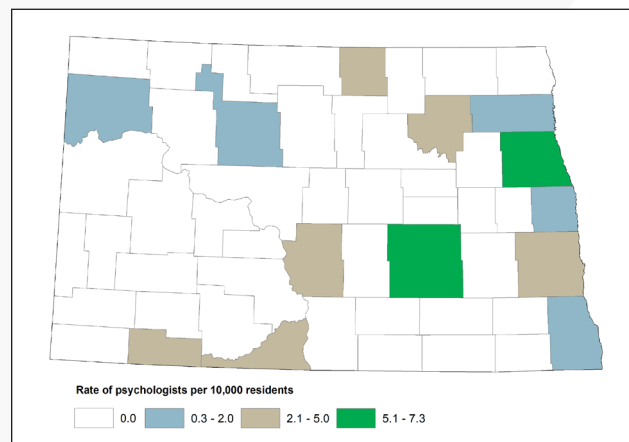 Rate of psychologists per 10,000 residents
0.0 0.3 - 2.0 2.1 - 5.0 5.1 - 7.3